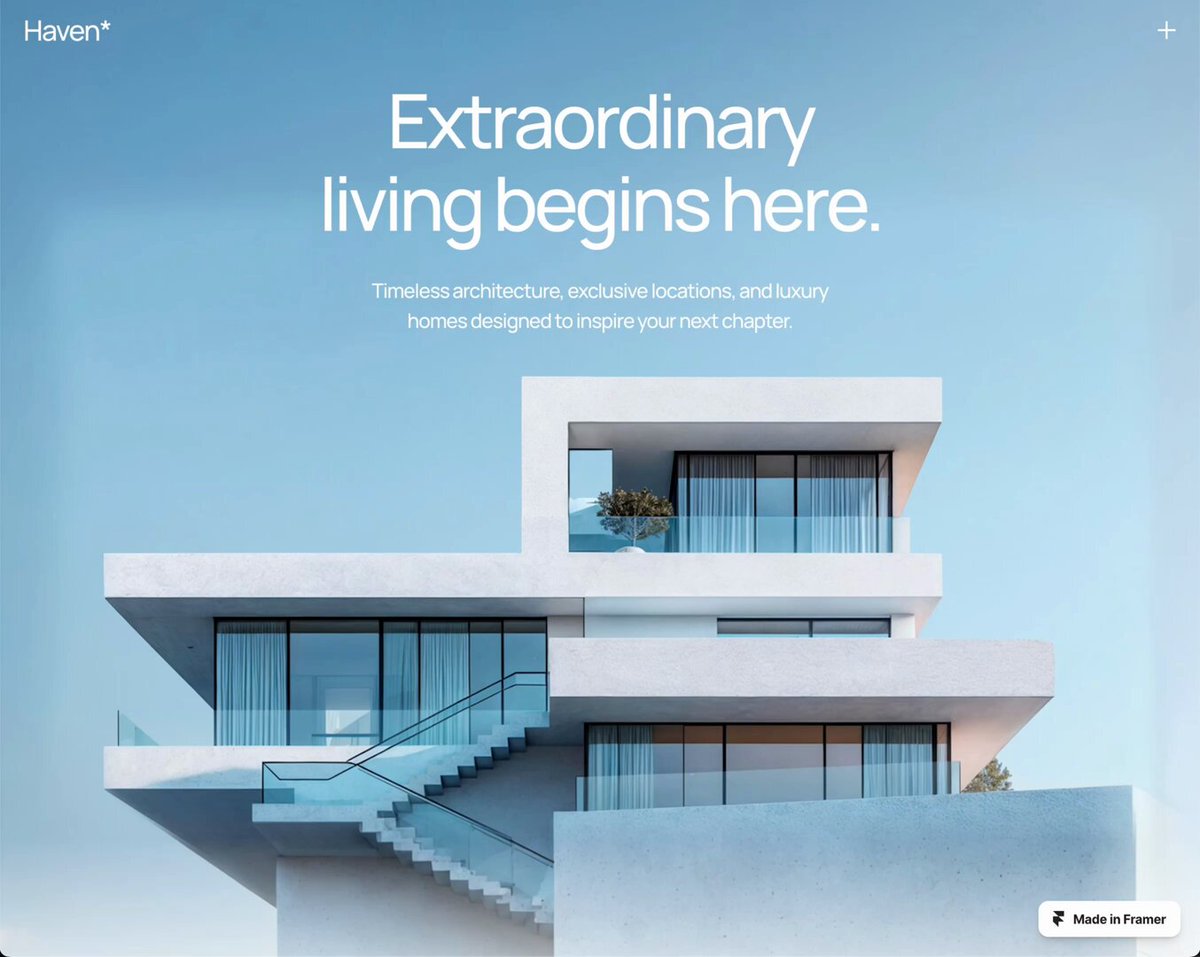 Haven*
Extraordinary
living begins here.
Timeless architecture, exclusive locations, and luxury
homes designed to inspire your next chapter.
Made in Framer